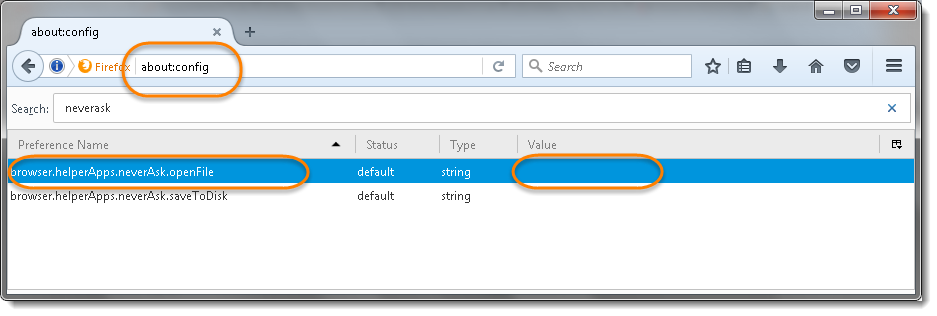 about:config
Firefox about:config Search
Search: neverask
Preference Name Status Type Value
browser.helperApps.neverAsk.openFile default string
browser.helperApps.neverAsk.saveToDisk default string